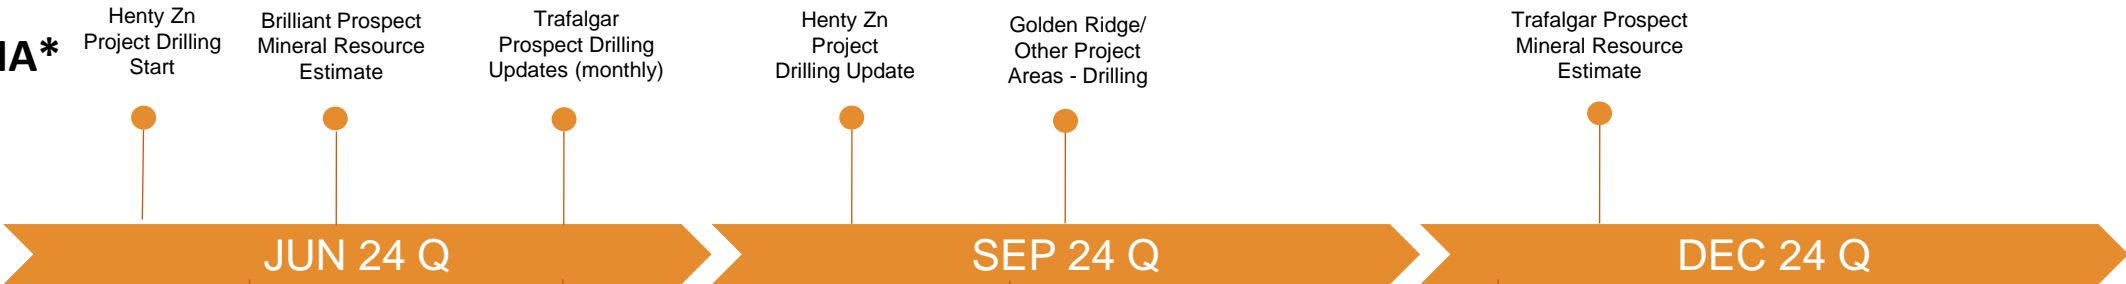 Henty Zn
Project Drilling
Start
Brilliant Prospect
Mineral Resource
Estimate
Trafalgar
Prospect Drilling
Updates (monthly)
Henty Zn
Project
Drilling Update
Golden Ridge/
Other Project
Areas - Drilling
Trafalgar Prospect
Mineral Resource
Estimate
JUN 24 Q
SEP 24 Q
DEC 24 Q